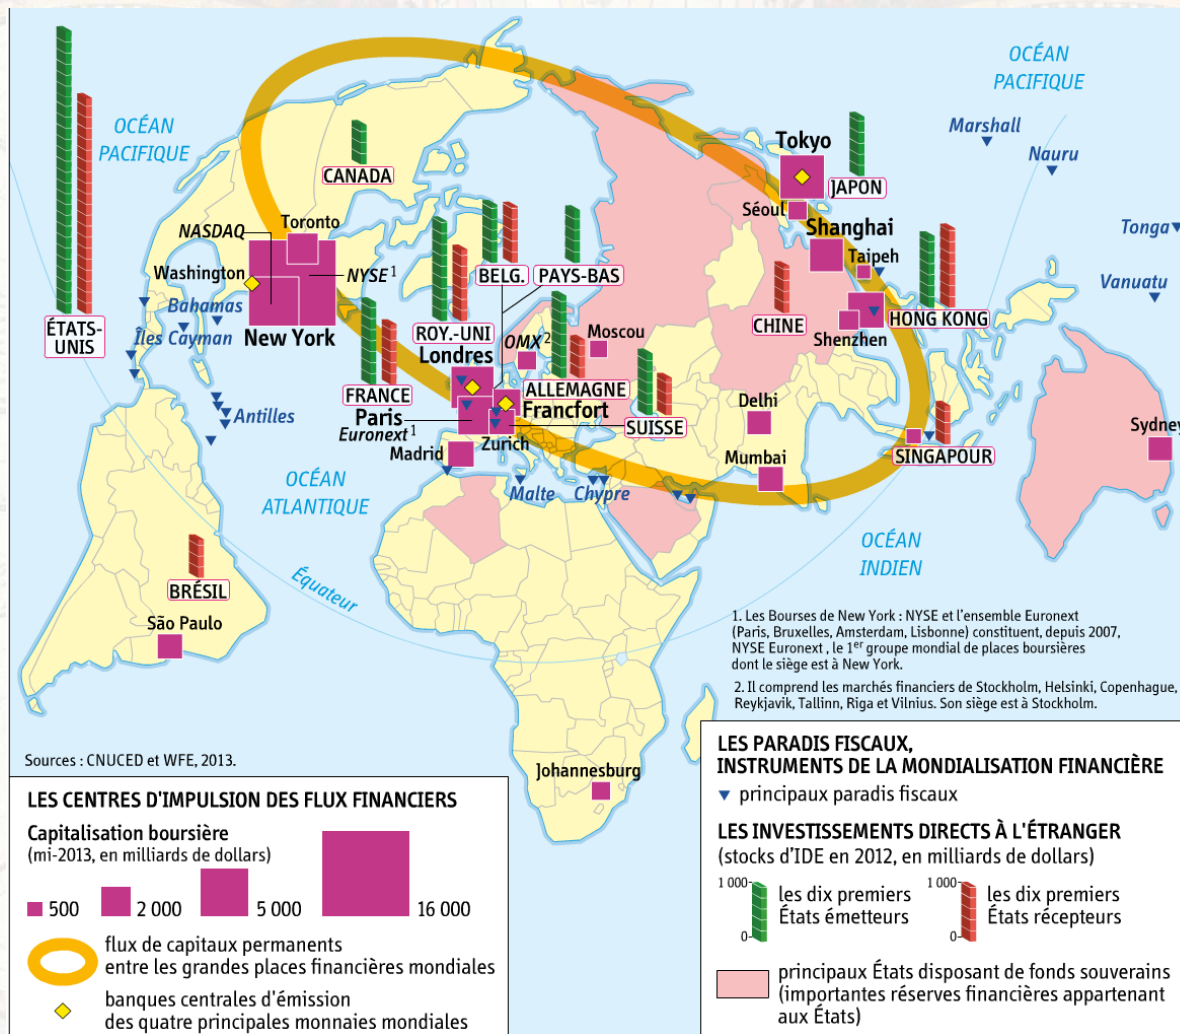 OCÉAN
PACIFIQUE
OCÉAN
PACIFIQUE
Marshall
Nauru
Tonga
Vanuatu
CANADA
Tokyo
JAPON
Séoul
Shanghai
Taipeh
NASDAQ
Toronto
Washington
NYSE 1
New York
Bahamas
Îles Cayman
ÉTATS-
UNIS
BELG.
PAYS-BAS
ROY.-UNI
Londres
OMX 2
Moscou
CHINE
HONG KONG
Shenzhen
FRANCE
ALLEMAGNE
Paris
Francfort
Euronext 1
Zurich
SUISSE
Madrid
Delhi
Mumbai
SINGAPOUR
Sydney
Antilles
OCÉAN
ATLANTIQUE
Malte
Chypre
OCÉAN
INDIEN
Équateur
BRÉSIL
São Paulo
Johannesburg
1. Les Bourses de New York : NYSE et l'ensemble Euronext
(Paris, Bruxelles, Amsterdam, Lisbonne) constituent, depuis 2007,
NYSE Euronext , le 1er groupe mondial de places boursières
dont le siège est à New York.
2. Il comprend les marchés financiers de Stockholm, Helsinki, Copenhague,
Reykjavik, Tallinn, Riga et Vilnius. Son siège est à Stockholm.
Sources : CNUCED et WFE, 2013.
LES CENTRES D'IMPULSION DES FLUX FINANCIERS
Capitalisation boursière
(mi-2013, en milliards de dollars)
500
2 000
5 000
16 000
flux de capitaux permanents
entre les grandes places financières mondiales
banques centrales d'émission
des quatre principales monnaies mondiales
LES PARADIS FISCAUX,
INSTRUMENTS DE LA MONDIALISATION FINANCIÈRE
principaux paradis fiscaux
LES INVESTISSEMENTS DIRECTS À L'ÉTRANGER
(stocks d'IDE en 2012, en milliards de dollars)
1 000
0
les dix premiers
États émetteurs
1 000
0
les dix premiers
États récepteurs
principaux États disposant de fonds souverains
(importantes réserves financières appartenant
aux États)